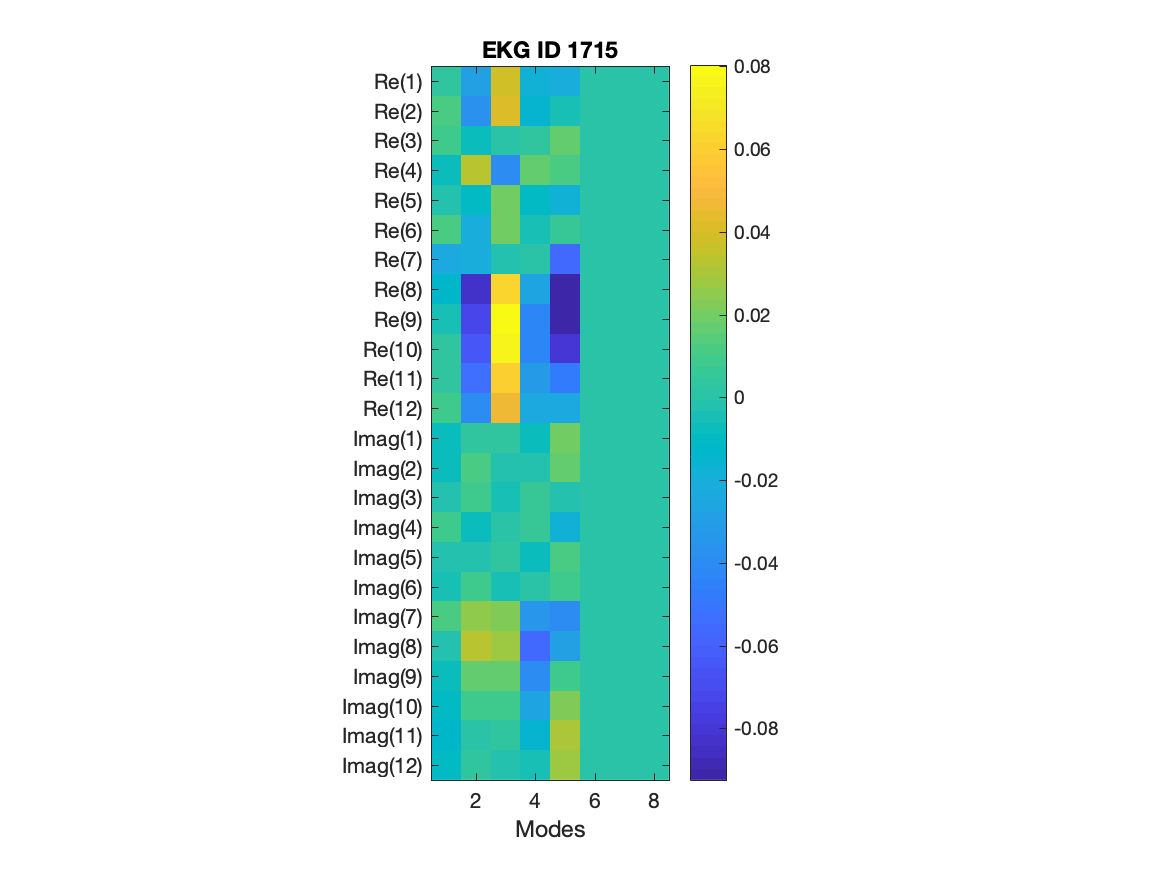 EKG ID 1715
Re(1)
Re(2)
Re(3)
Re(4)
Re(5)
Re(6)
Re(7)
Re(8)
Re(9)
Re(10)
Re(11)
Re(12)
Imag(1)
Imag(2)
Imag(3)
Imag(4)
Imag(5)
Imag(6)
Imag(7)
Imag(8)
Imag(9)
Imag(10)
Imag(11)
Imag(12)
2 4 6 8
Modes
0.08
0.06
0.04
0.02
0
-0.02
-0.04
-0.06
-0.08